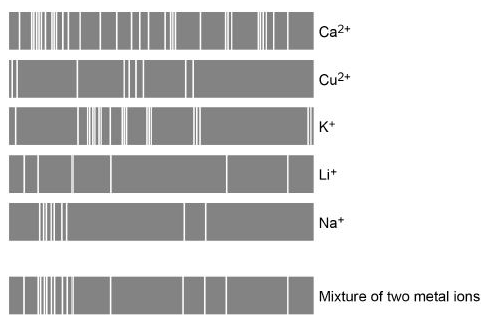 Ca²⁺
Cu²⁺
K⁺
Li⁺
Na⁺
Mixture of two metal ions